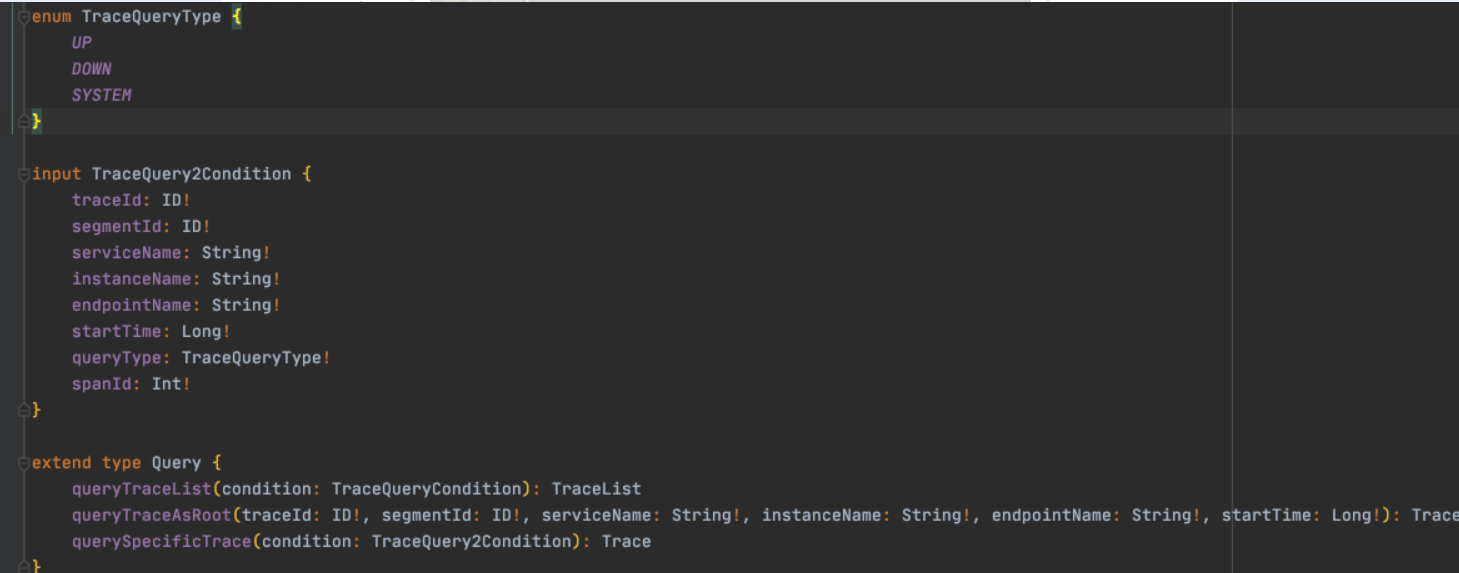 enum TraceQueryType {
    UP
    DOWN
    SYSTEM
}
input TraceQuery2Condition {
    traceId: ID!
    segmentId: ID!
    serviceName: String!
    instanceName: String!
    endpointName: String!
    startTime: Long!
    queryType: TraceQueryType!
    spanId: Int!
}
extend type Query {
    queryTraceList(condition: TraceQueryCondition): TraceList
    queryTraceAsRoot(traceId: ID!, segmentId: ID!, serviceName: String!, instanceName: String!, endpointName: String!, startTime: Long!): Trace
    querySpecificTrace(condition: TraceQuery2Condition): Trace
}